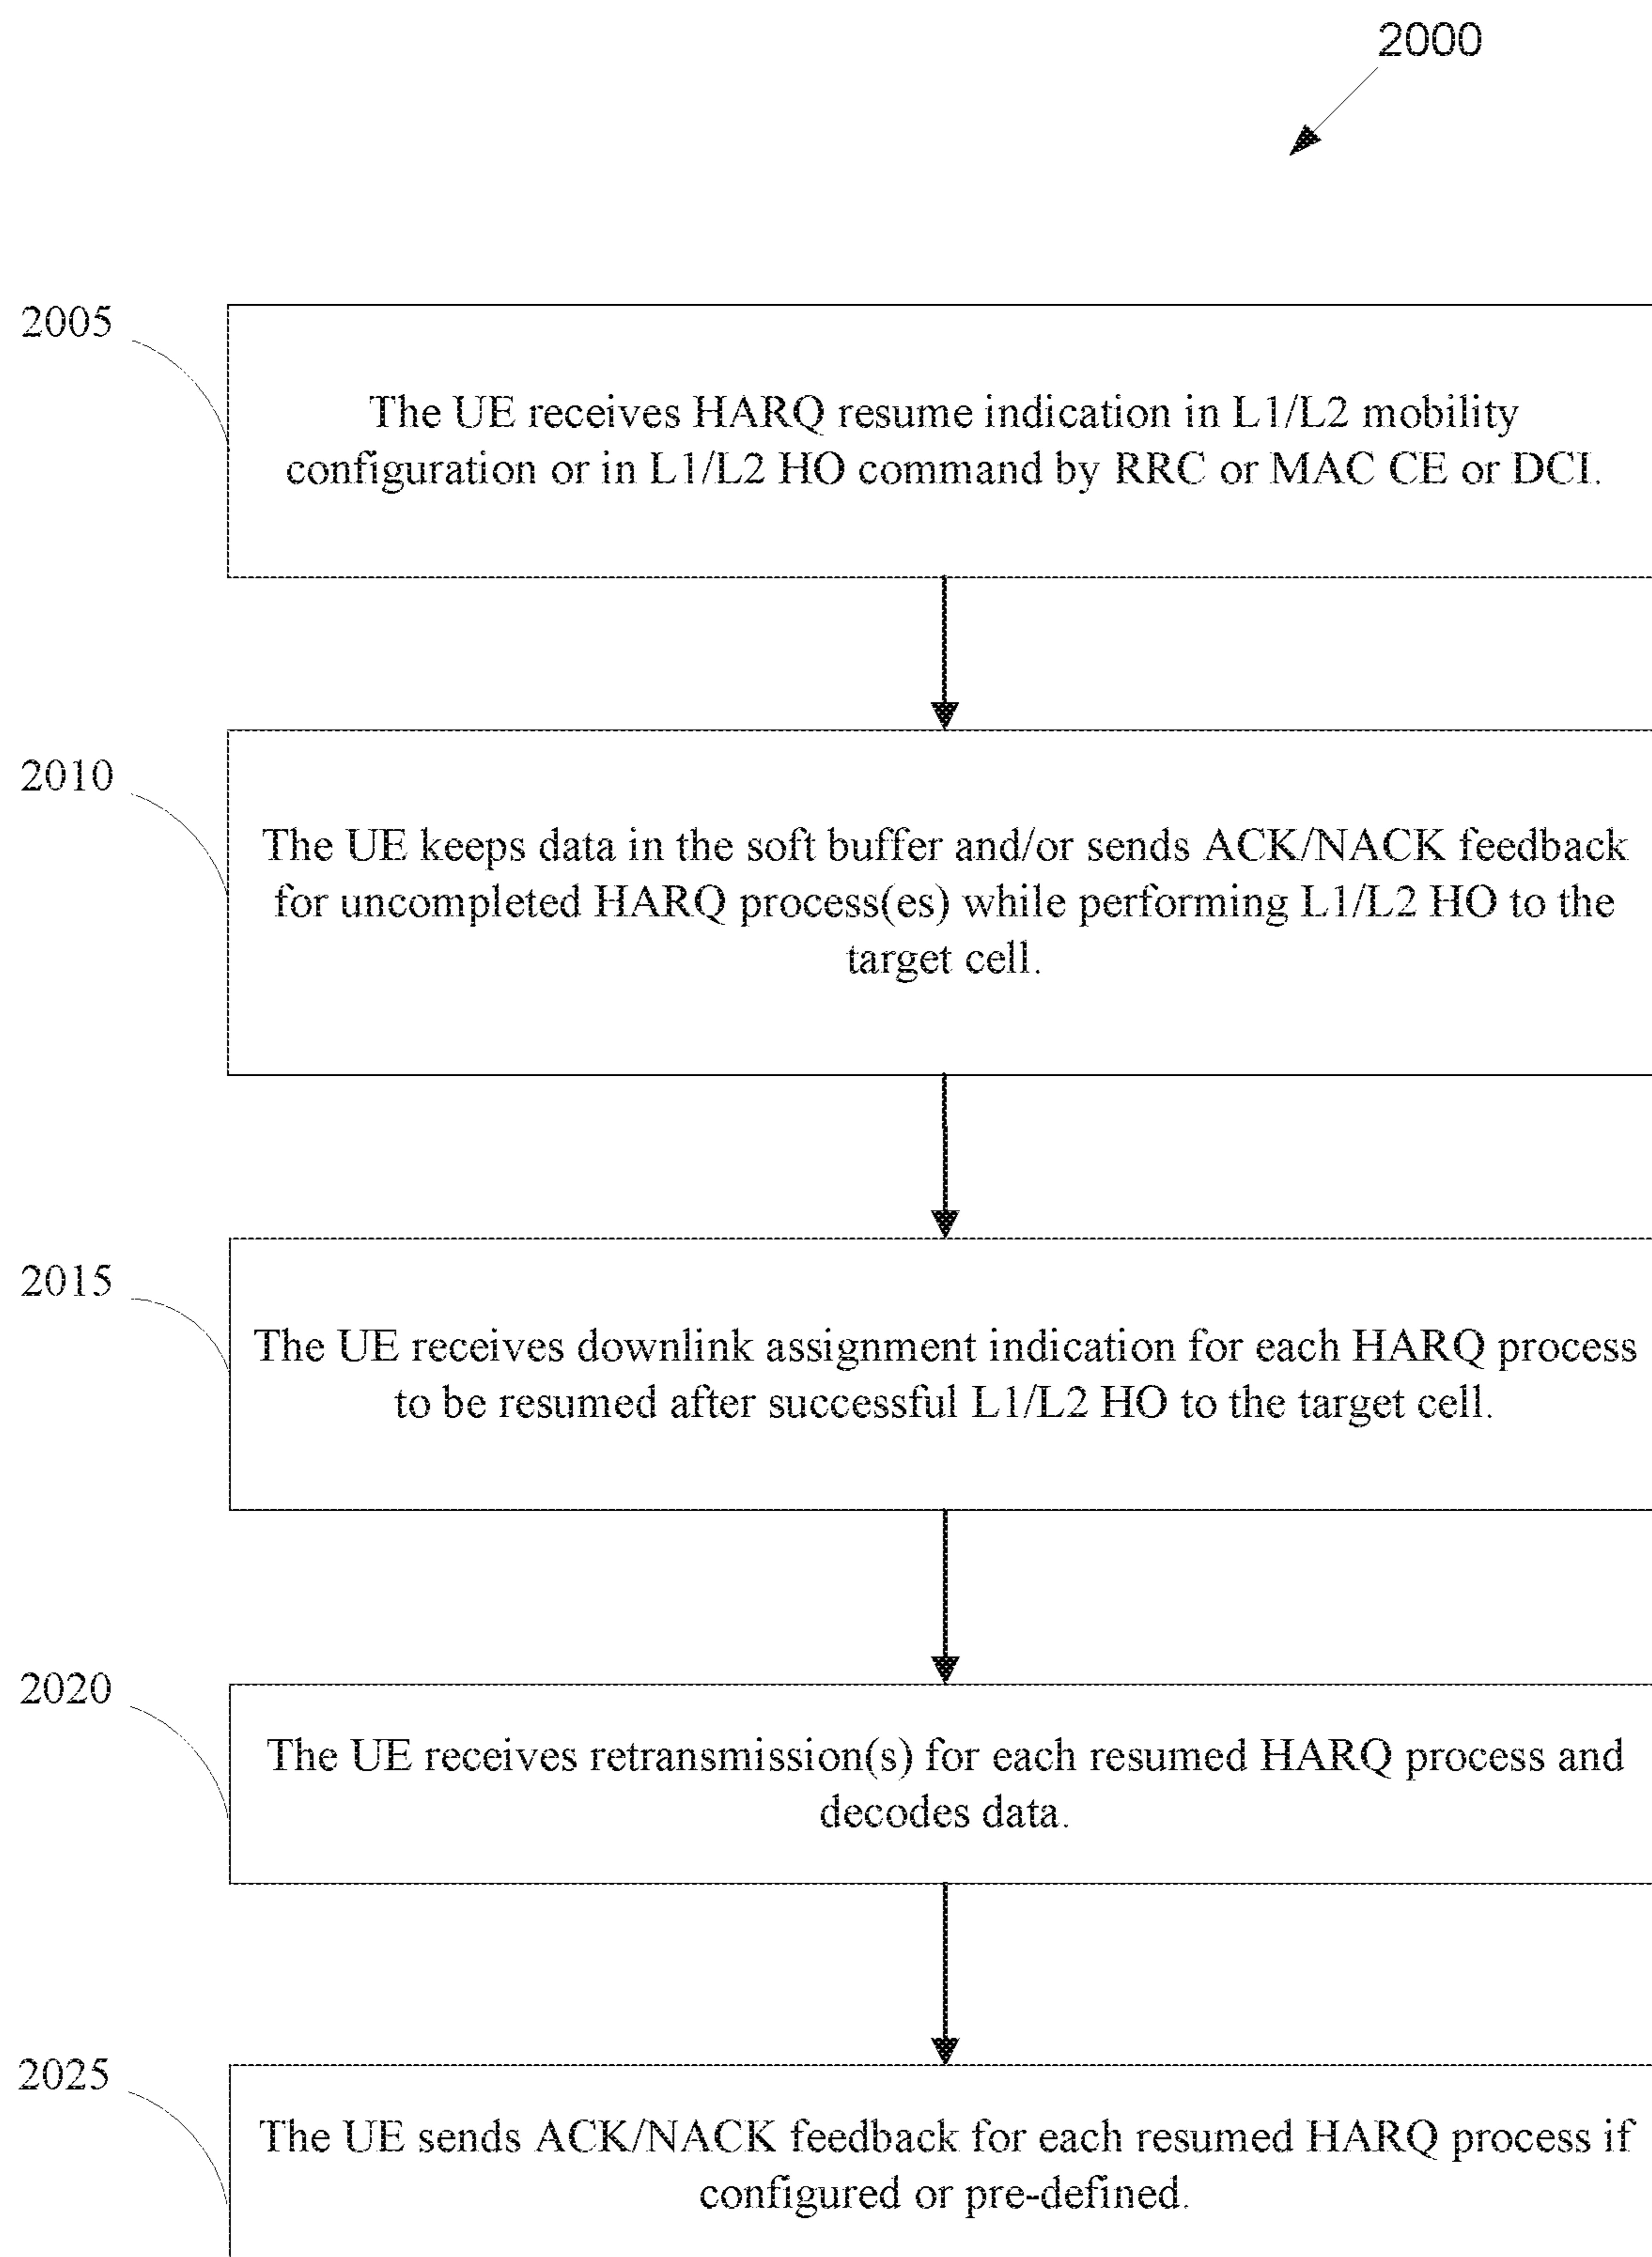 2000
2005
The UE receives HARQ resume indication in L1/L2 mobility
configuration or in L1/L2 HO command by RRC or MAC CE or DCI.
2010
The UE keeps data in the soft buffer and/or sends ACK/NACK feedback
for uncompleted HARQ process(es) while performing L1/L2 HO to the
target cell.
2015
The UE receives downlink assignment indication for each HARQ process
to be resumed after successful L1/L2 HO to the target cell.
2020
The UE receives retransmission(s) for each resumed HARQ process and
decodes data.
2025
The UE sends ACK/NACK feedback for each resumed HARQ process if
configured or pre-defined.